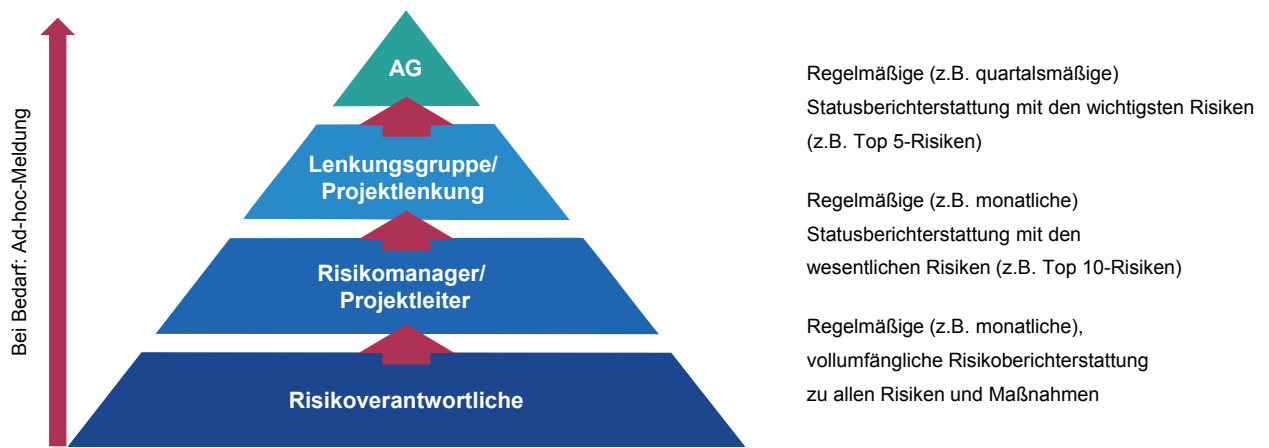 Bei Bedarf: Ad-hoc-Meldung
AG
Lenkungsgruppe/
Projektlenkung
Risikomanager/
Projektleiter
Risikoverantwortliche
Regelmäßige (z.B. quartalsmäßige)
Statusberichterstattung mit den wichtigsten Risiken
(z.B. Top 5-Risiken)
Regelmäßige (z.B. monatliche)
Statusberichterstattung mit den
wesentlichen Risiken (z.B. Top 10-Risiken)
Regelmäßige (z.B. monatliche),
vollumfängliche Risikoberichterstattung
zu allen Risiken und Maßnahmen